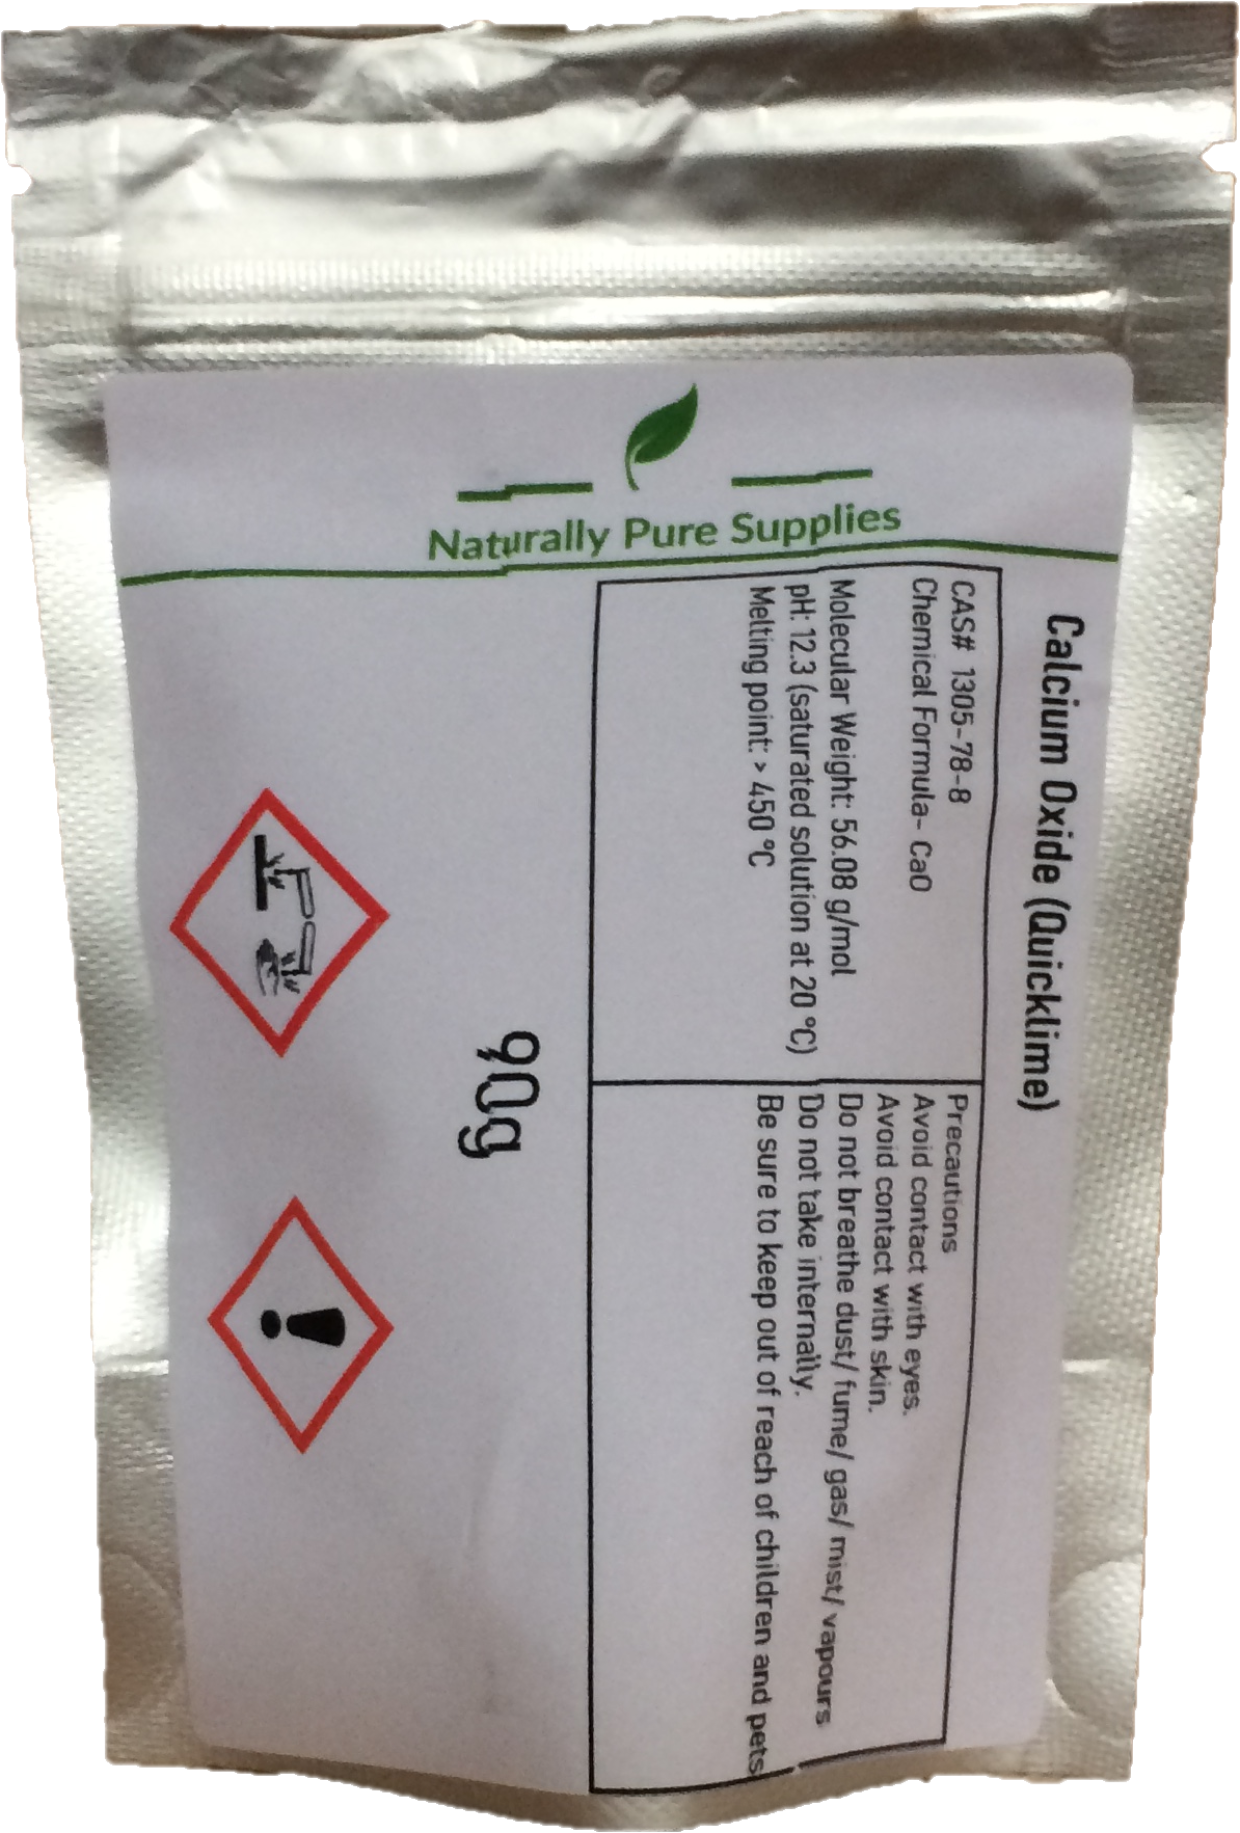 Naturally Pure Supplies
Calcium Oxide (Quicklime)
CAS# 1305-78-8
Chemical Formula- CaO
Molecular Weight: 56.08 g/mol
pH: 12.3 (saturated solution at 20 °C)
Melting point: > 450 °C
Precautions
Avoid contact with eyes.
Avoid contact with skin.
Do not breathe dust/ fume/ gas/ mist/ vapours
Do not take internally.
Be sure to keep out of reach of children and pets
90g